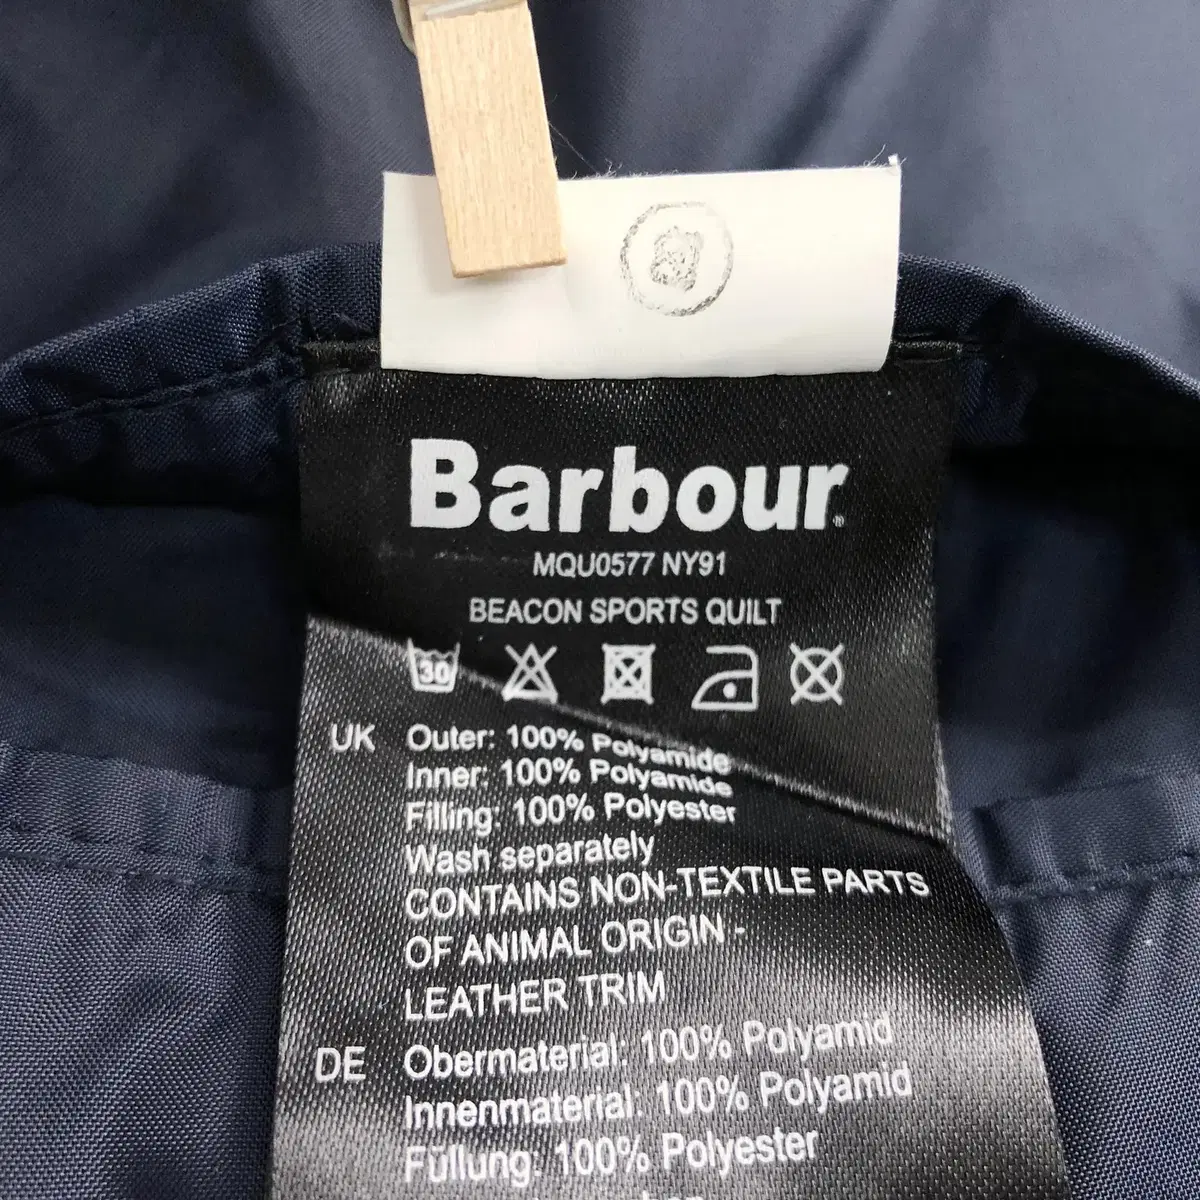 Barbour®
MQU0577 NY91
BEACON SPORTS QUILT
30
UK Outer: 100% Polyamide
Inner: 100% Polyamide
Filling: 100% Polyester
Wash separately
CONTAINS NON-TEXTILE PARTS
OF ANIMAL ORIGIN -
LEATHER TRIM
DE Obermaterial: 100% Polyamid
Innenmaterial: 100% Polyamid
Füllung: 100% Polyester